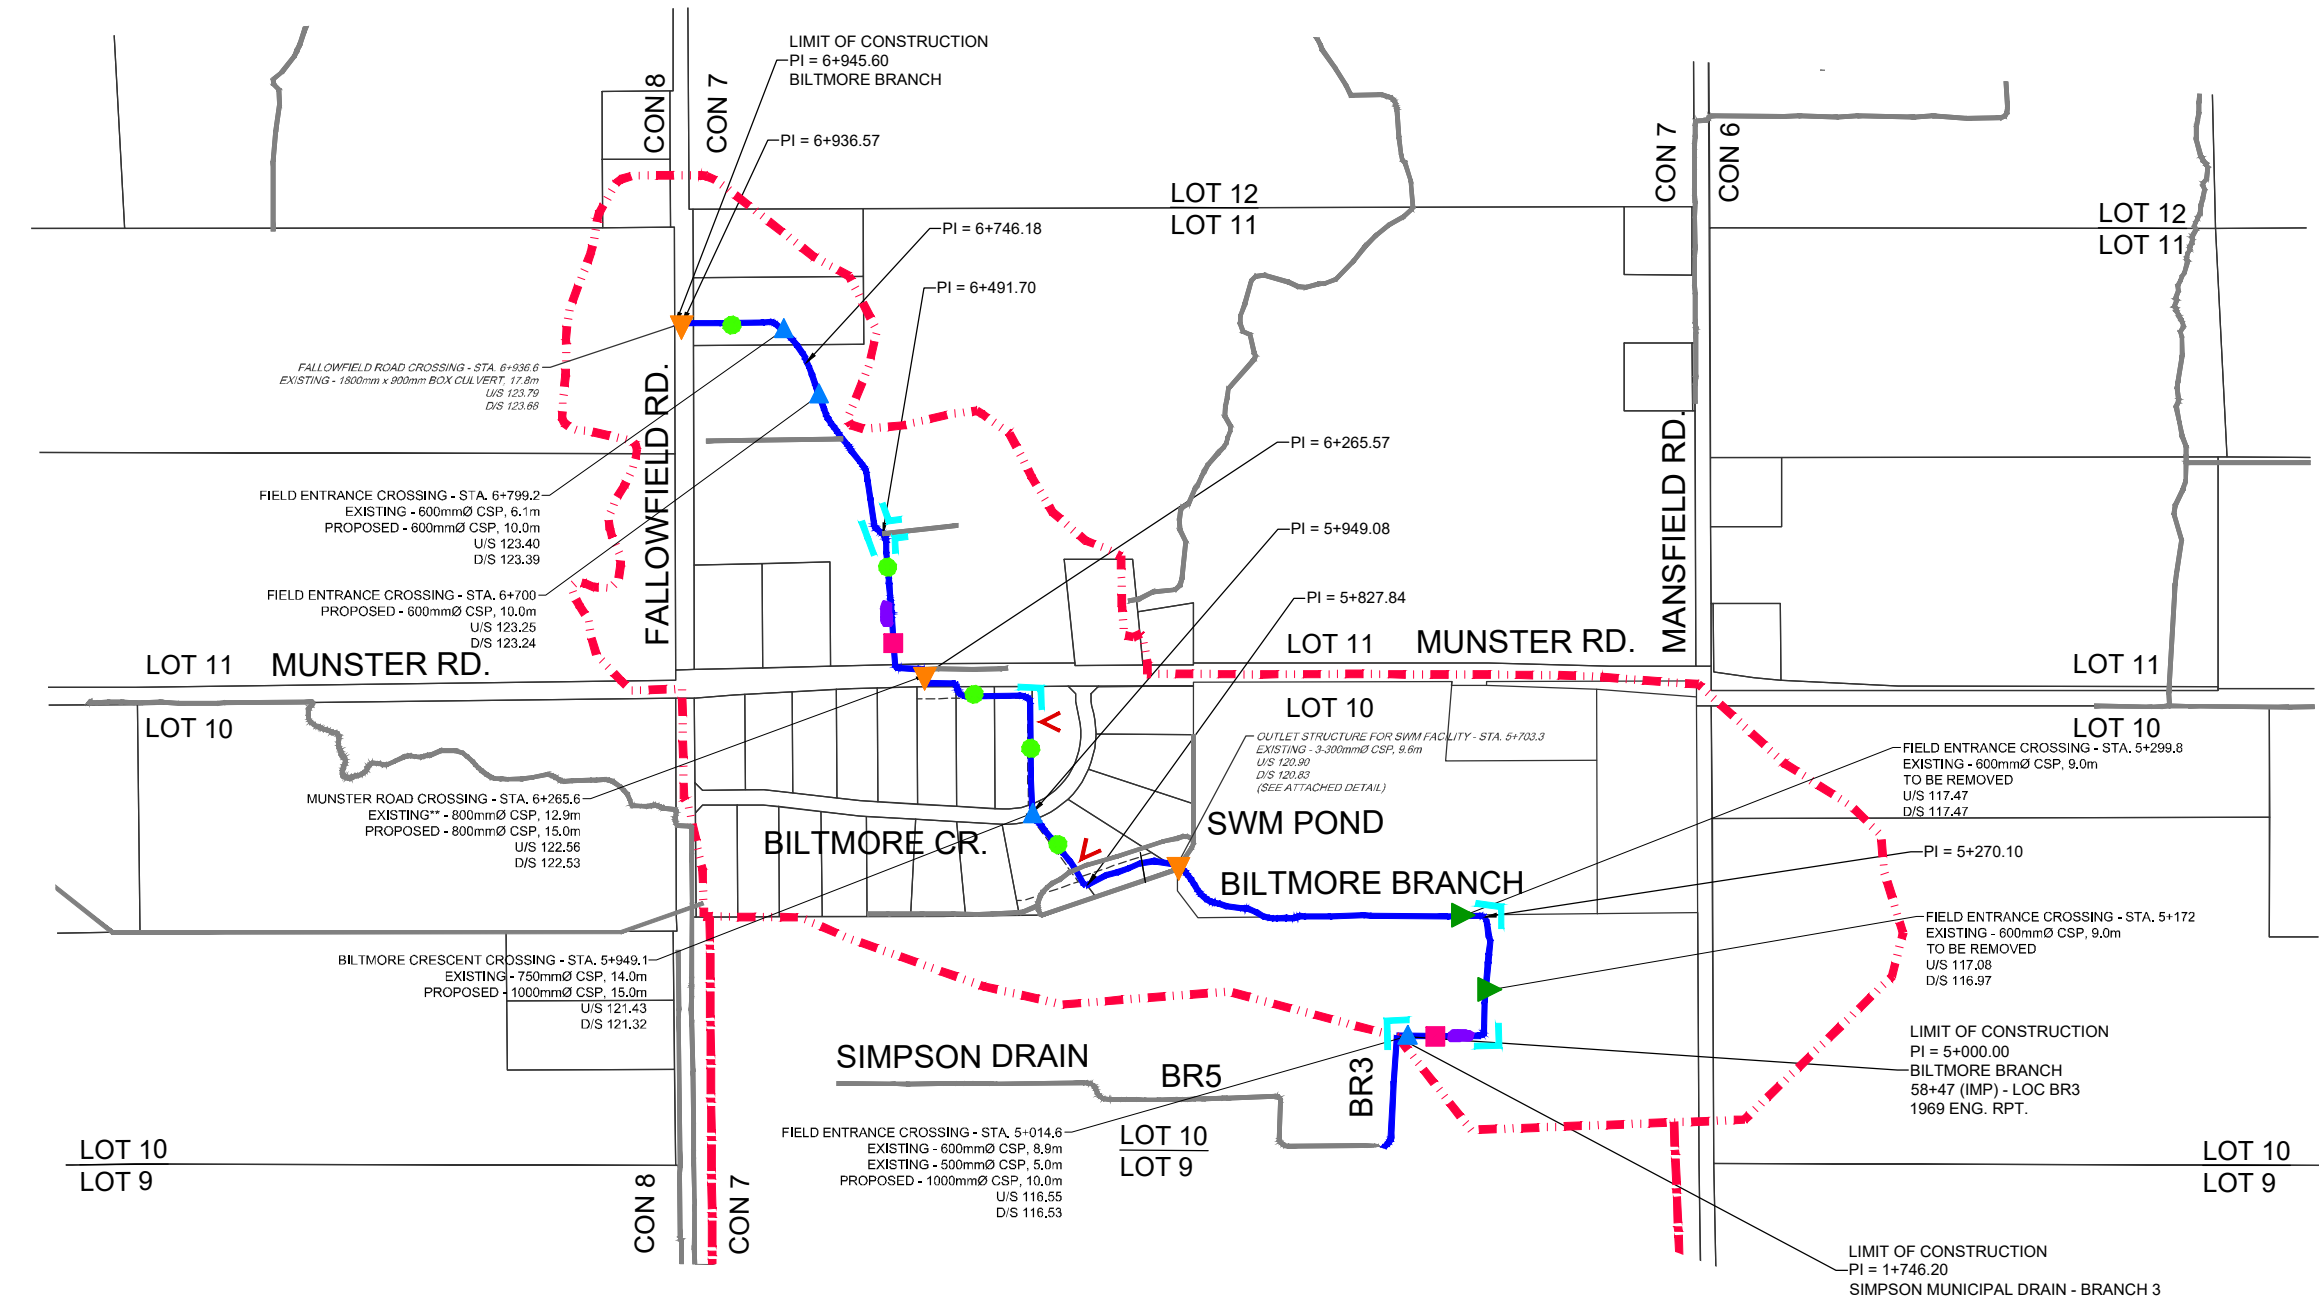 LIMIT OF CONSTRUCTION
PI = 6+945.60
BILTMORE BRANCH
CON 8
CON 7
PI = 6+936.57
CON 7
CON 6
LOT 12
LOT 11
LOT 12
LOT 11
PI = 6+746.18
PI = 6+491.70
FALLOWFIELD ROAD CROSSING - STA. 6+936.6
EXISTING - 1800mm x 900mm BOX CULVERT, 17.8m
U/S 123.79
D/S 123.66
FALLOWFIELD RD.
MANSFIELD RD.
PI = 6+265.57
FIELD ENTRANCE CROSSING - STA. 6+799.2
EXISTING - 600mmØ CSP, 6.1m
PROPOSED - 600mmØ CSP, 10.0m
U/S 123.40
D/S 123.39
PI = 5+949.08
FIELD ENTRANCE CROSSING - STA. 6+700
PROPOSED - 600mmØ CSP, 10.0m
U/S 123.25
D/S 123.24
PI = 5+827.84
LOT 11
MUNSTER RD.
LOT 11
MUNSTER RD.
LOT 11
LOT 10
LOT 10
LOT 10
OUTLET STRUCTURE FOR SWM FACILITY - STA. 5+703.3
EXISTING - 3-300mmØ CSP, 9.6m
U/S 120.90
D/S 120.83
(SEE ATTACHED DETAIL)
FIELD ENTRANCE CROSSING - STA. 5+299.8
EXISTING - 600mmØ CSP, 9.0m
TO BE REMOVED
U/S 117.47
D/S 117.47
MUNSTER ROAD CROSSING - STA. 6+265.6
EXISTING** - 800mmØ CSP, 12.9m
PROPOSED - 800mmØ CSP, 15.0m
U/S 122.56
D/S 122.53
BILTMORE CR.
SWM POND
PI = 5+270.10
BILTMORE BRANCH
FIELD ENTRANCE CROSSING - STA. 5+172
EXISTING - 600mmØ CSP, 9.0m
TO BE REMOVED
U/S 117.08
D/S 116.97
BILTMORE CRESCENT CROSSING - STA. 5+949.1
EXISTING - 750mmØ CSP, 14.0m
PROPOSED - 1000mmØ CSP, 15.0m
U/S 121.43
D/S 121.32
LIMIT OF CONSTRUCTION
PI = 5+000.00
BILTMORE BRANCH
58+47 (IMP) - LOC BR3
1969 ENG. RPT.
SIMPSON DRAIN
BR5
BR3
FIELD ENTRANCE CROSSING - STA. 5+014.6
EXISTING - 600mmØ CSP, 8.9m
EXISTING - 500mmØ CSP, 5.0m
PROPOSED - 1000mmØ CSP, 10.0m
U/S 116.55
D/S 116.53
LOT 10
LOT 9
LOT 10
LOT 9
LOT 10
LOT 9
CON 8
CON 7
LIMIT OF CONSTRUCTION
PI = 1+746.20
SIMPSON MUNICIPAL DRAIN - BRANCH 3